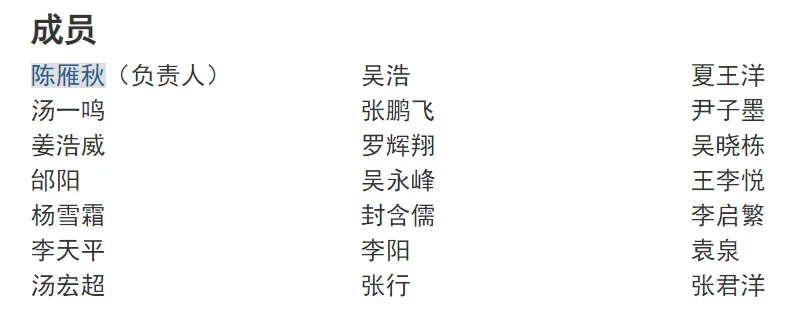 成员
陈雁秋（负责人） 吴浩 夏王洋
汤一鸣 张鹏飞 尹子墨
姜浩威 罗辉翔 吴晓栋
邰阳 吴永峰 王李悦
杨雪霜 封含儒 李启繁
李天平 李阳 袁泉
汤宏超 张行 张君洋